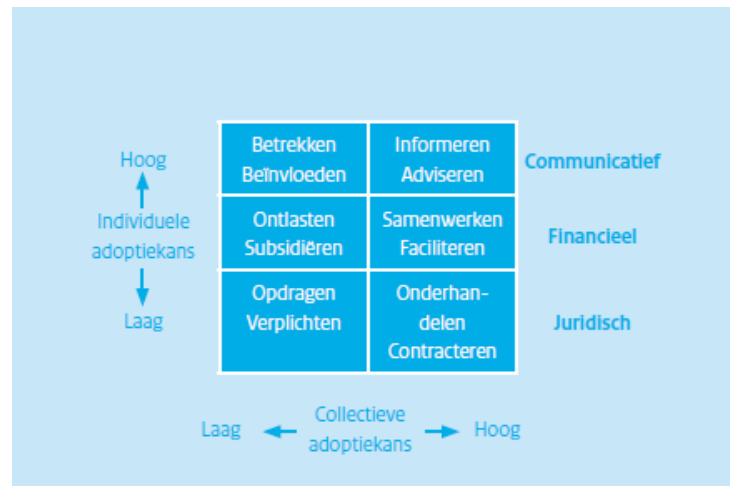 Hoog
Individuele
adoptiekans
Laag
Betrekken
Beïnvloeden
Informeren
Adviseren
Communicatief
Ontlasten
Subsidiëren
Samenwerken
Faciliteren
Financieel
Opdragen
Verplichten
Onderhan-
delen
Contracteren
Juridisch
Laag
Collectieve
adoptiekans
Hoog